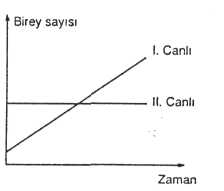 Birey sayısı
I. Canlı
II. Canlı
Zaman